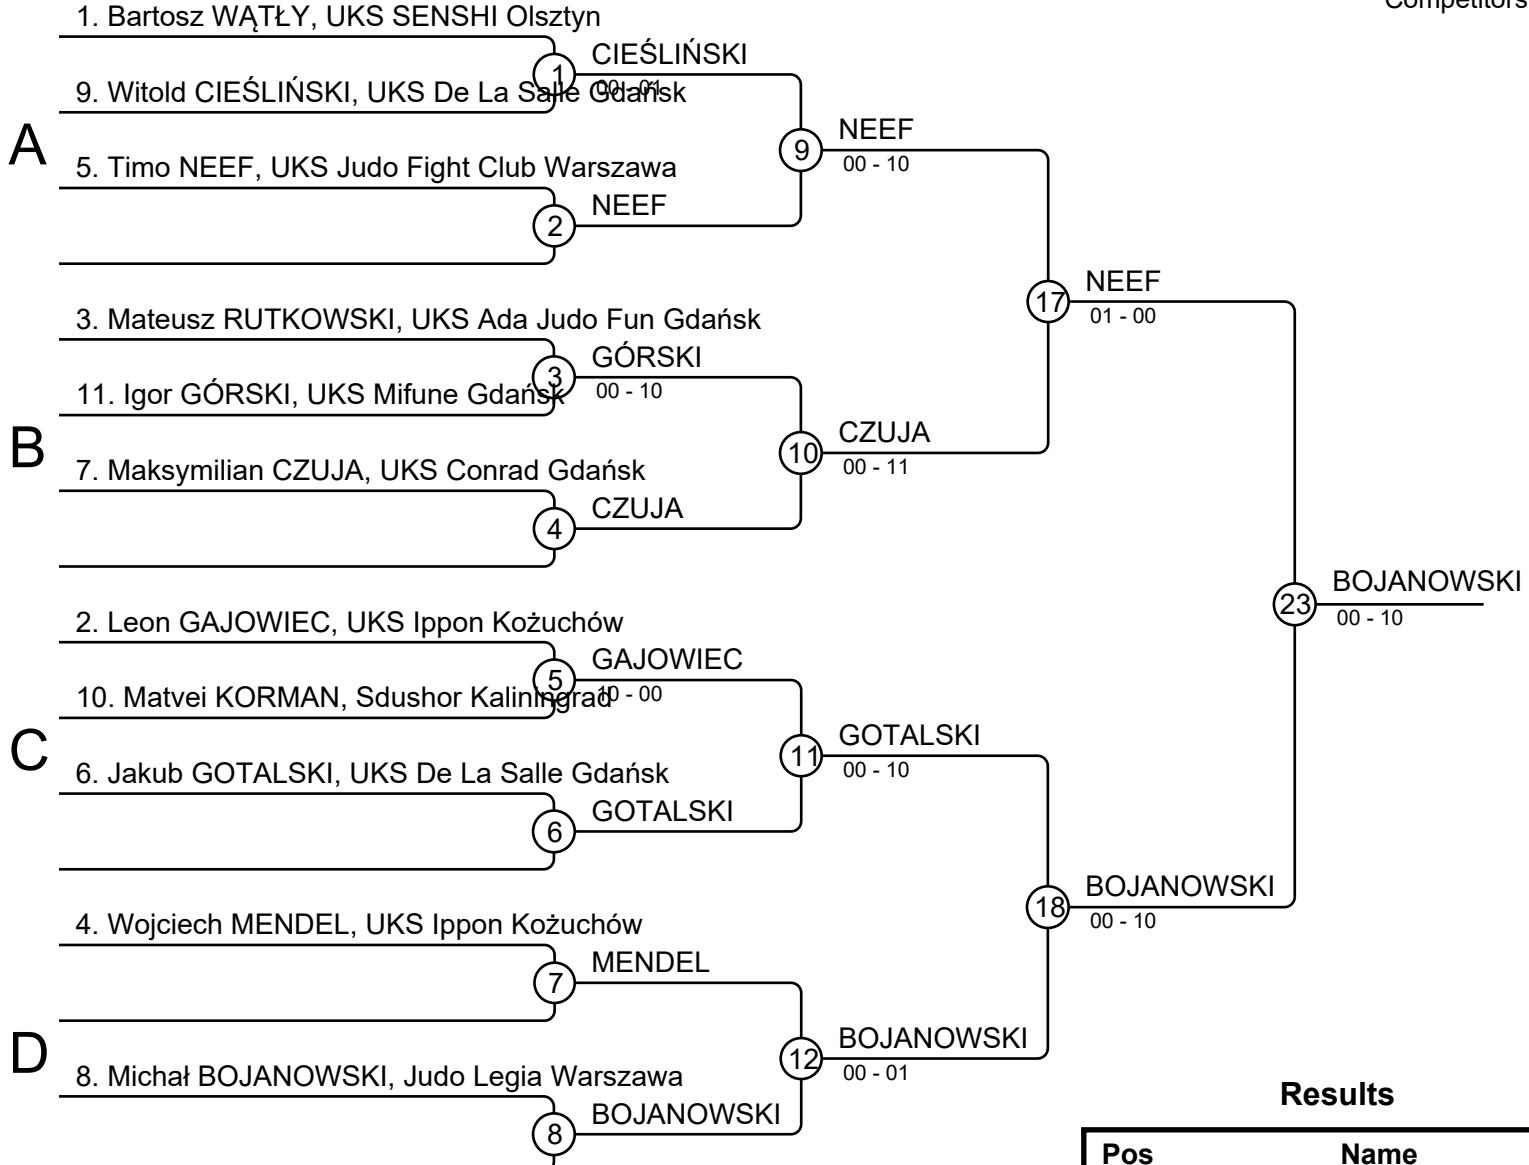 Competitors
1. Bartosz WĄTŁY, UKS SENSHI Olsztyn
CIEŚLIŃSKI
1
00 - 01
9. Witold CIEŚLIŃSKI, UKS De La Salle Gdańsk
A
NEEF
9
00 - 10
5. Timo NEEF, UKS Judo Fight Club Warszawa
NEEF
2
NEEF
17
01 - 00
3. Mateusz RUTKOWSKI, UKS Ada Judo Fun Gdańsk
GÓRSKI
3
00 - 10
11. Igor GÓRSKI, UKS Mifune Gdańsk
B
CZUJA
10
00 - 11
7. Maksymilian CZUJA, UKS Conrad Gdańsk
CZUJA
4
BOJANOWSKI
23
00 - 10
2. Leon GAJOWIEC, UKS Ippon Kożuchów
GAJOWIEC
5
10 - 00
10. Matvei KORMAN, Sdushor Kaliningrad
C
GOTALSKI
11
00 - 10
6. Jakub GOTALSKI, UKS De La Salle Gdańsk
GOTALSKI
6
BOJANOWSKI
18
00 - 10
4. Wojciech MENDEL, UKS Ippon Kożuchów
MENDEL
7
D
BOJANOWSKI
12
00 - 01
8. Michał BOJANOWSKI, Judo Legia Warszawa
BOJANOWSKI
8
Results
Pos Name